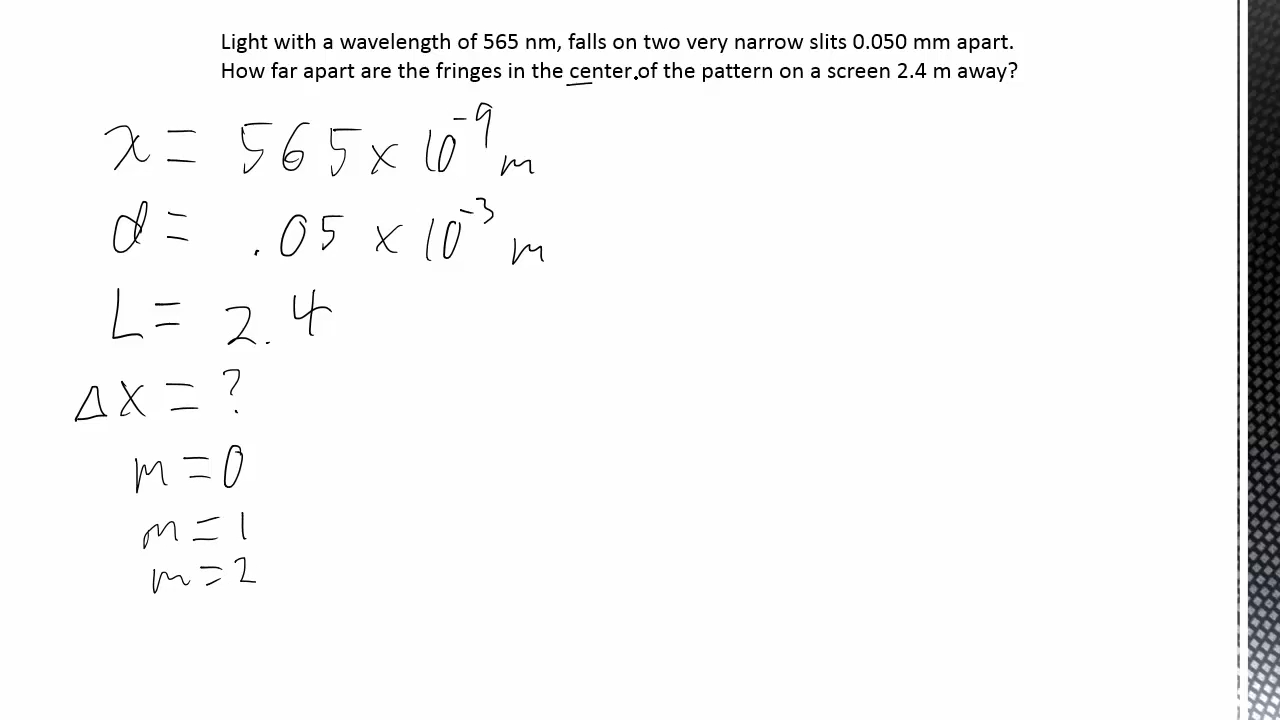 Light with a wavelength of 565 nm, falls on two very narrow slits 0.050 mm apart.
How far apart are the fringes in the center of the pattern on a screen 2.4 m away?
λ = 565 x 10⁻⁹ m
d = .05 x 10⁻³ m
L = 2.4
Δx = ?
m = 0
m = 1
m = 2